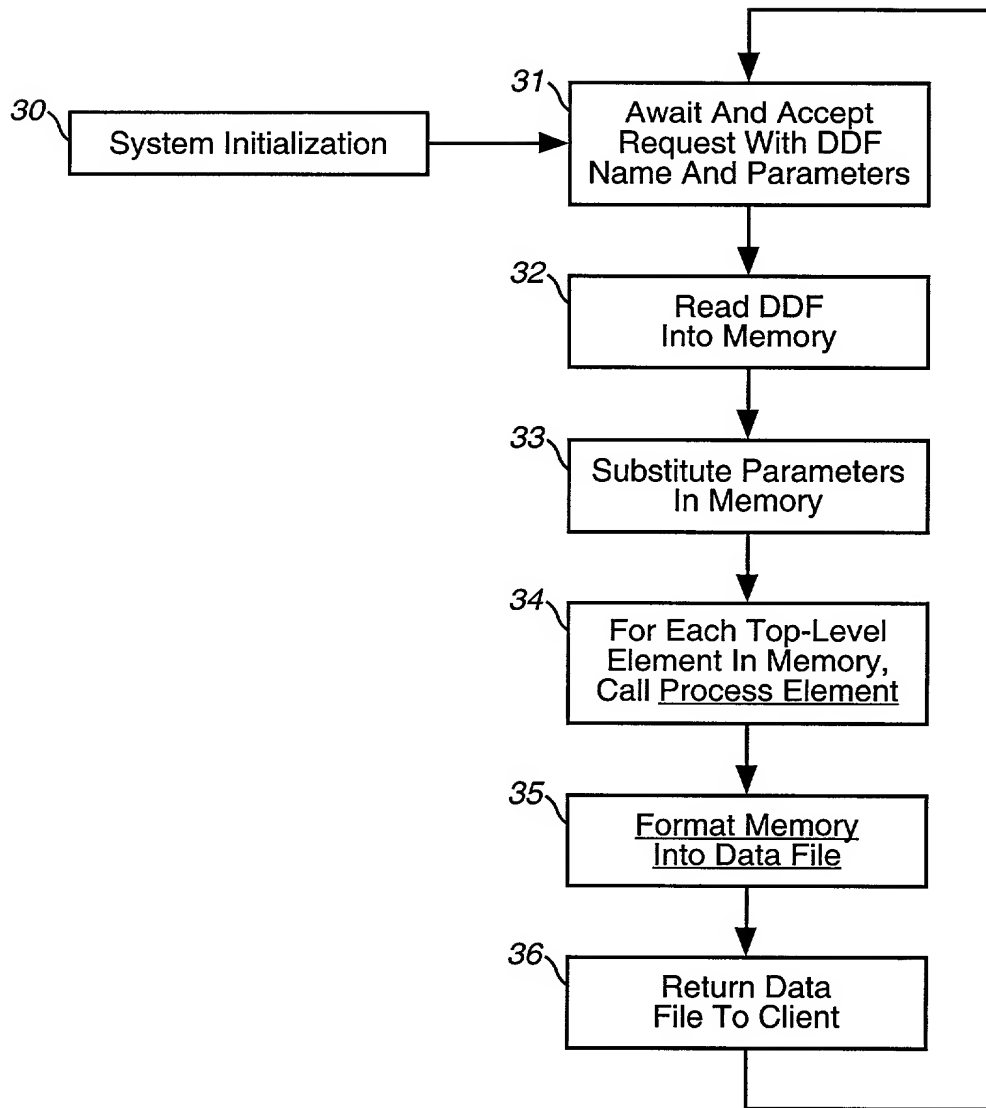 30
System Initialization
31
Await And Accept
Request With DDF
Name And Parameters
32
Read DDF
Into Memory
33
Substitute Parameters
In Memory
34
For Each Top-Level
Element In Memory,
Call Process Element
35
Format Memory
Into Data File
36
Return Data
File To Client